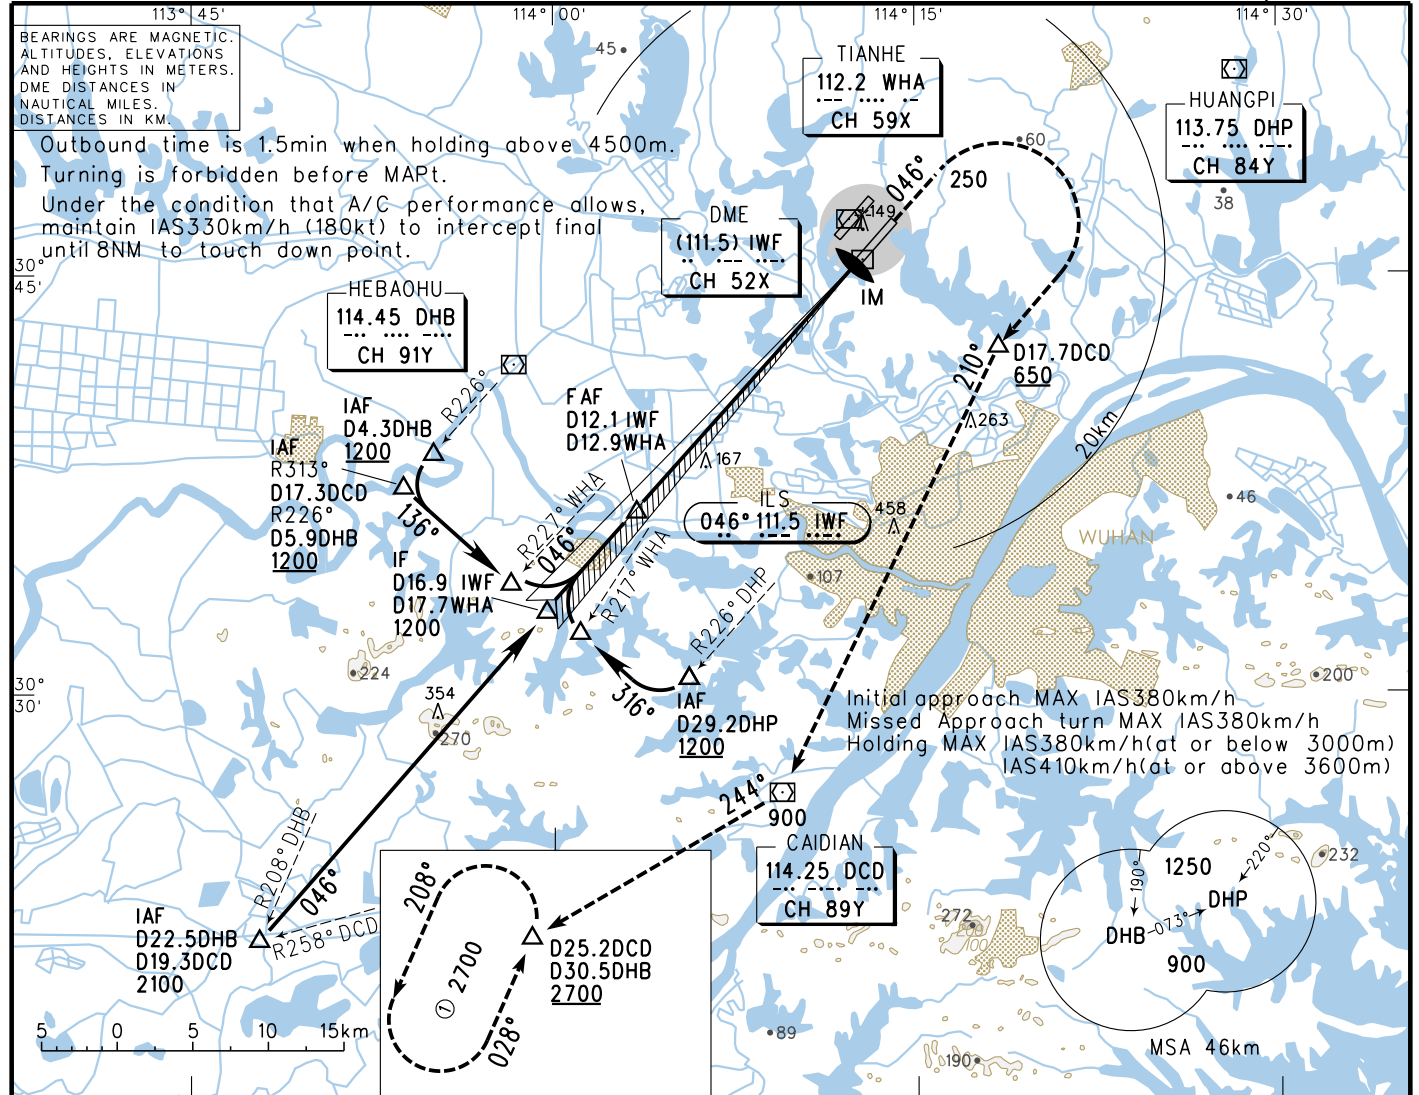 113°45'
114°00'
114°15'
114°30'
BEARINGS ARE MAGNETIC.
ALTITUDES, ELEVATIONS
AND HEIGHTS IN METERS.
DME DISTANCES IN
NAUTICAL MILES.
DISTANCES IN KM.
Outbound time is 1.5min when holding above 4500m.
Turning is forbidden before MAPt.
Under the condition that A/C performance allows,
maintain IAS330km/h (180kt) to intercept final
until 8NM to touch down point.
45
TIANHE
112.2 WHA
·-- ···· ·-
CH 59X
HUANGPI
113.75 DHP
-·· ···· ·--·
CH 84Y
60
38
046°
250
149
DME
(111.5) IWF
·· ·-- ··-·
CH 52X
IM
30°
45'
HEBAOHU
114.45 DHB
-·· ···· -···
CH 91Y
R226°
D17.7DCD
650
210°
263
20km
IAF
D4.3DHB
1200
FAF
D12.1 IWF
D12.9WHA
167
IAF
R313°
D17.3DCD
R226°
D5.9DHB
1200
136°
R227° WHA
046°
ILS
046° 111.5 IWF
·· ·-- ··-·
458
46
WUHAN
IF
D16.9 IWF
D17.7WHA
1200
R217° WHA
107
R226° DHP
316°
IAF
D29.2DHP
1200
224
354
270
200
30°
30'
Initial approach MAX IAS380km/h
Missed Approach turn MAX IAS380km/h
Holding MAX IAS380km/h(at or below 3000m)
IAS410km/h(at or above 3600m)
244°
900
CAIDIAN
114.25 DCD
-·· -·-· -··
CH 89Y
R208° DHB
046°
R258° DCD
IAF
D22.5DHB
D19.3DCD
2100
208°
① 2700
028°
D25.2DCD
D30.5DHB
2700
272
200
100
190°
1250
220°
DHP
DHB
073°
900
232
MSA 46km
89
190
5 0 5 10 15km